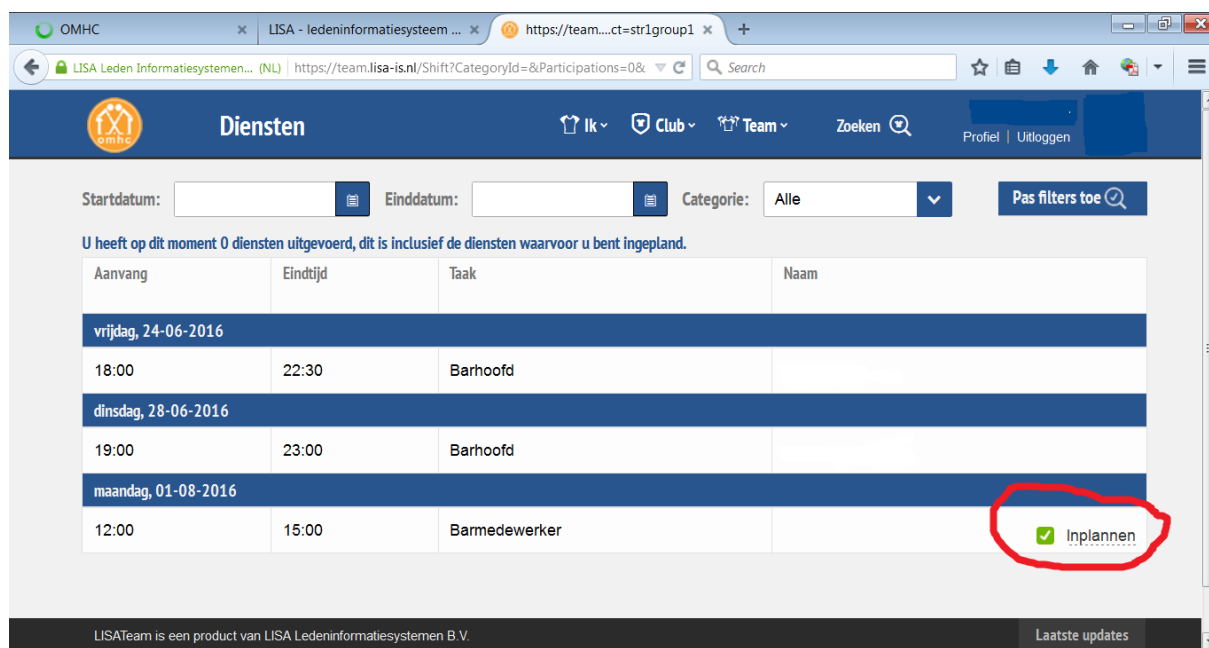 OMHC
LISA - ledeninformatiesysteem ...
https://team....ct=str1group1
LISA Leden Informatiesystemen... (NL) https://team.lisa-is.nl/Shift?CategoryId=&Participations=0&
Search
omhc
Diensten
Ik
Club
Team
Zoeken
Profiel | Uitloggen
Startdatum:
Einddatum:
Categorie:
Alle
Pas filters toe
U heeft op dit moment 0 diensten uitgevoerd, dit is inclusief de diensten waarvoor u bent ingepland.
Aanvang Eindtijd Taak Naam
vrijdag, 24-06-2016
18:00 22:30 Barhoofd
dinsdag, 28-06-2016
19:00 23:00 Barhoofd
maandag, 01-08-2016
12:00 15:00 Barmedewerker Inplannen
LISATeam is een product van LISA Ledeninformatiesystemen B.V.
Laatste updates